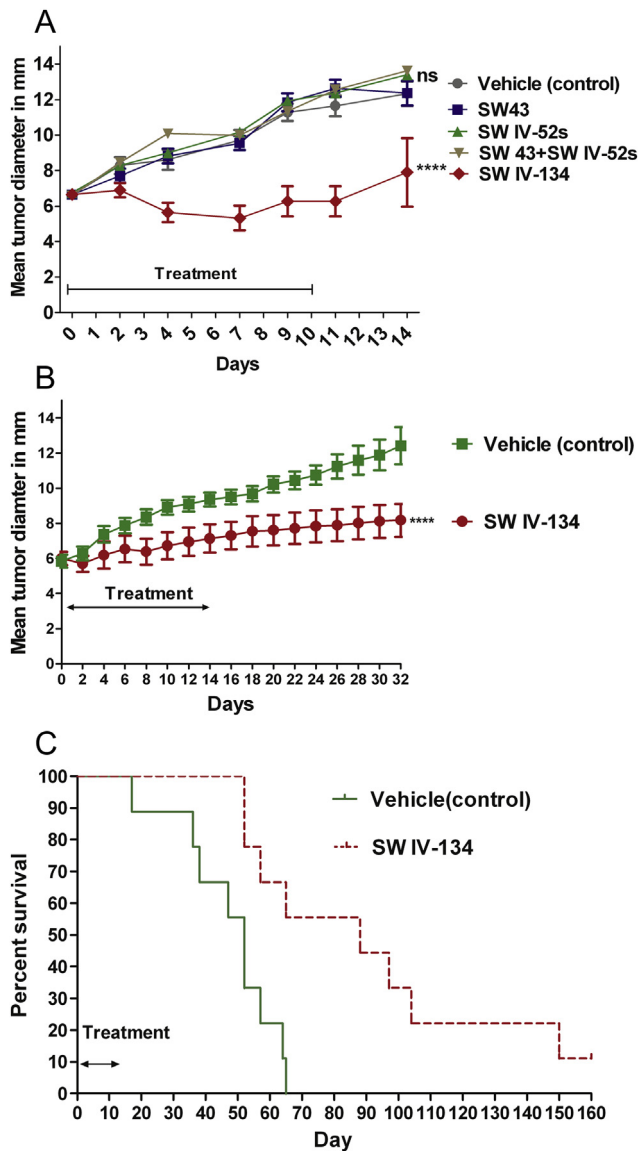 A
Mean tumor diameter in mm
14
12
10
8
6
4
2
0
ns
****
Vehicle (control)
SW43
SW IV-52s
SW 43+SW IV-52s
SW IV-134
Treatment
0 1 2 3 4 5 6 7 8 9 10 11 12 13 14
Days
B
Mean tumor diamter in mm
14
12
10
8
6
4
2
0
Vehicle (control)
**** SW IV-134
Treatment
0 2 4 6 8 10 12 14 16 18 20 22 24 26 28 30 32
Days
C
Percent survival
100
90
80
70
60
50
40
30
20
10
0
Vehicle(control)
SW IV-134
Treatment
0 10 20 30 40 50 60 70 80 90 100 110 120 130 140 150 160
Day